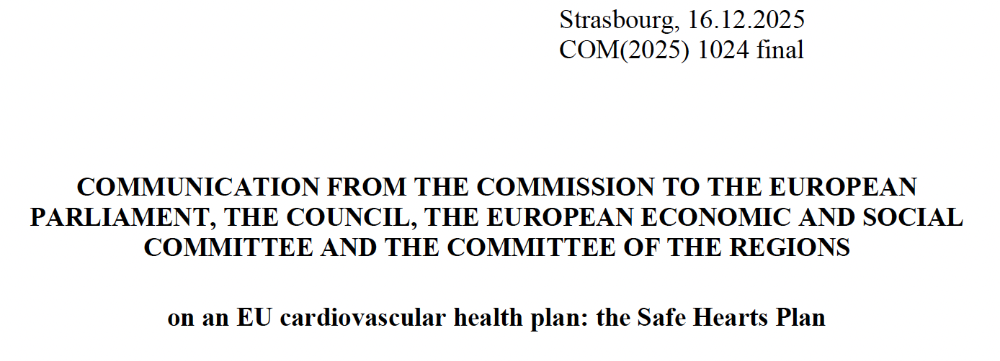 Strasbourg, 16.12.2025
COM(2025) 1024 final
COMMUNICATION FROM THE COMMISSION TO THE EUROPEAN
PARLIAMENT, THE COUNCIL, THE EUROPEAN ECONOMIC AND SOCIAL
COMMITTEE AND THE COMMITTEE OF THE REGIONS
on an EU cardiovascular health plan: the Safe Hearts Plan